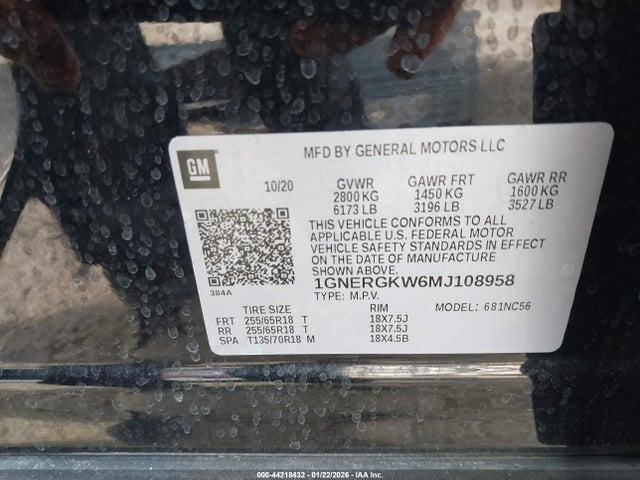 GM
MFD BY GENERAL MOTORS LLC
10/20 GVWR GAWR FRT GAWR RR
2800 KG 1450 KG 1600 KG
6173 LB 3196 LB 3527 LB
THIS VEHICLE CONFORMS TO ALL
APPLICABLE U.S. FEDERAL MOTOR
VEHICLE SAFETY STANDARDS IN EFFECT
ON THE DATE OF MANUFACTURE
SHOWN ABOVE.
384A
1GNERGKW6MJ108958
TYPE: M.P.V. MODEL: 681NC56
TIRE SIZE RIM
FRT 255/65R18 T 18X7.5J
RR 255/65R18 T 18X7.5J
SPA T135/70R18 M 18X4.5B
000-44218432 - 01/22/2026 - IAA Inc.